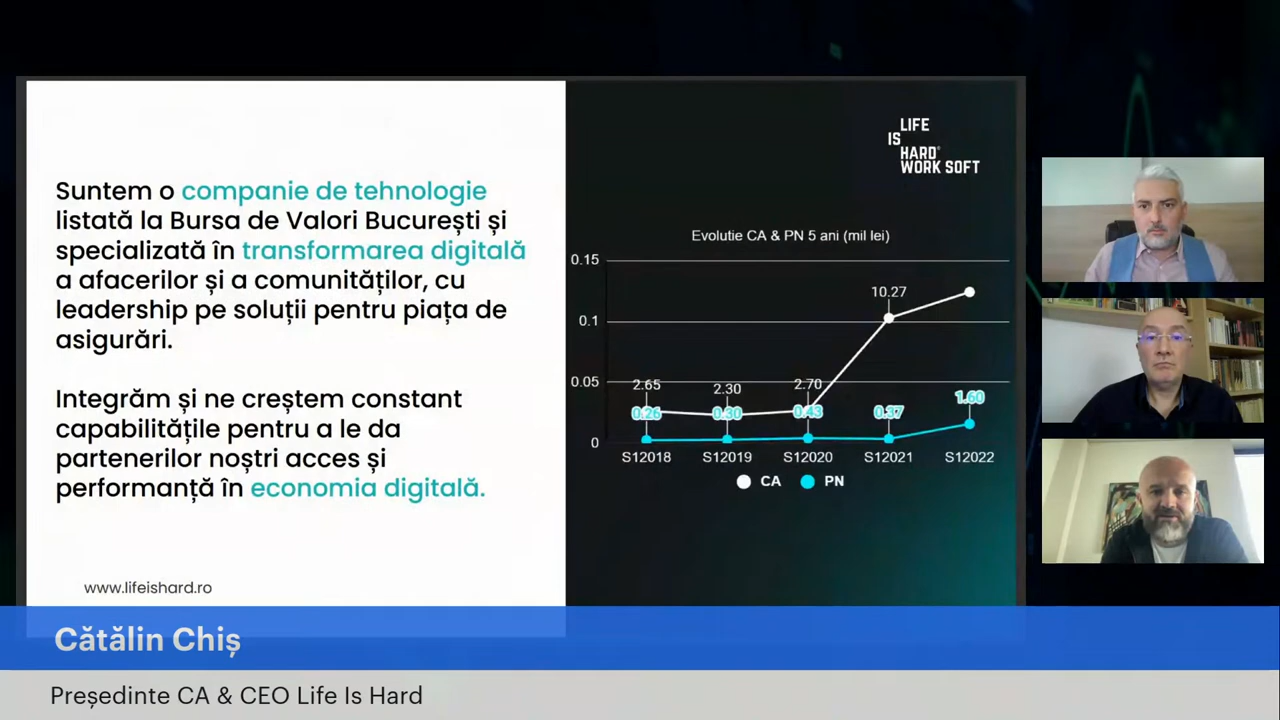 Suntem o companie de tehnologie
listată la Bursa de Valori București și
specializată în transformarea digitală
a afacerilor și a comunităților, cu
leadership pe soluții pentru piața de
asigurări.
Integrăm și ne creștem constant
capabilitățile pentru a le da
partenerilor noștri acces și
performanță în economia digitală.
www.lifeishard.ro
LIFE
IS
HARD®
WORK SOFT
Evolutie CA & PN 5 ani (mil lei)
0.15
10.27
0.1
0.05
2.65 2.30 2.70
0.26 0.30 0.43 0.37 1.60
0
S12018 S12019 S12020 S12021 S12022
CA PN
Cătălin Chiș
Președinte CA & CEO Life Is Hard